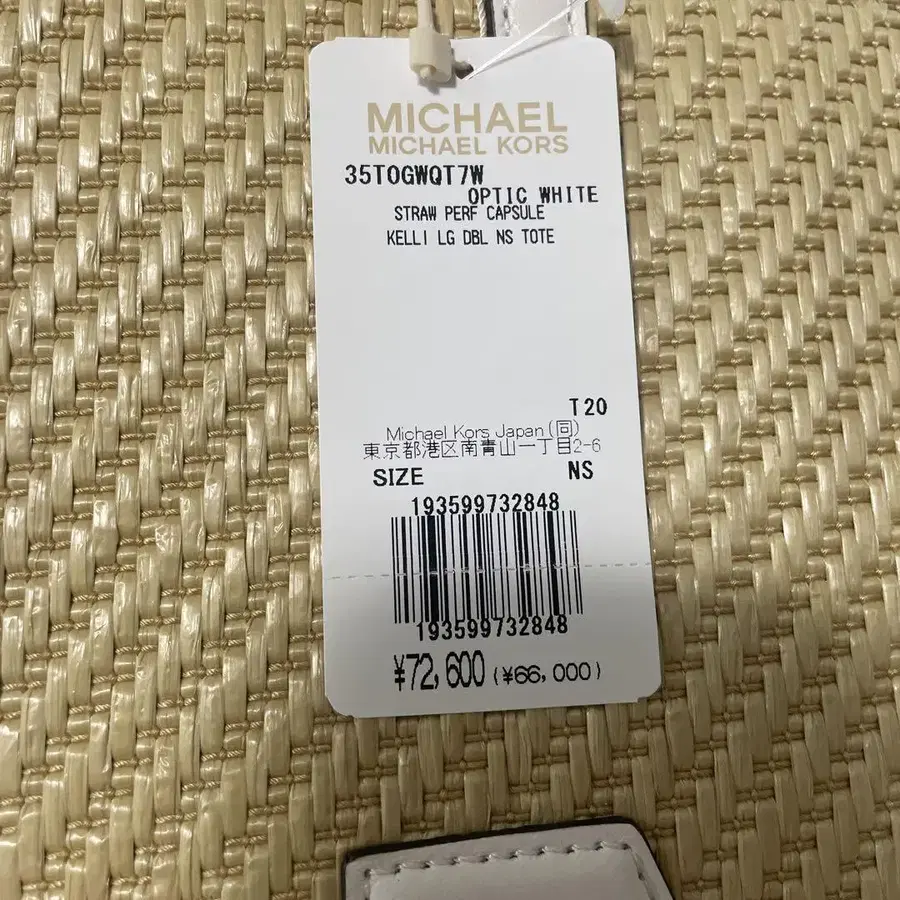 MICHAEL
MICHAEL KORS
35T0GWQT7W
OPTIC WHITE
STRAW PERF CAPSULE
KELLI LG DBL NS TOTE
T20
Michael Kors Japan (同)
東京都港区南青山一丁目2-6
SIZE NS
193599732848
193599732848
¥72,600 (¥66,000)